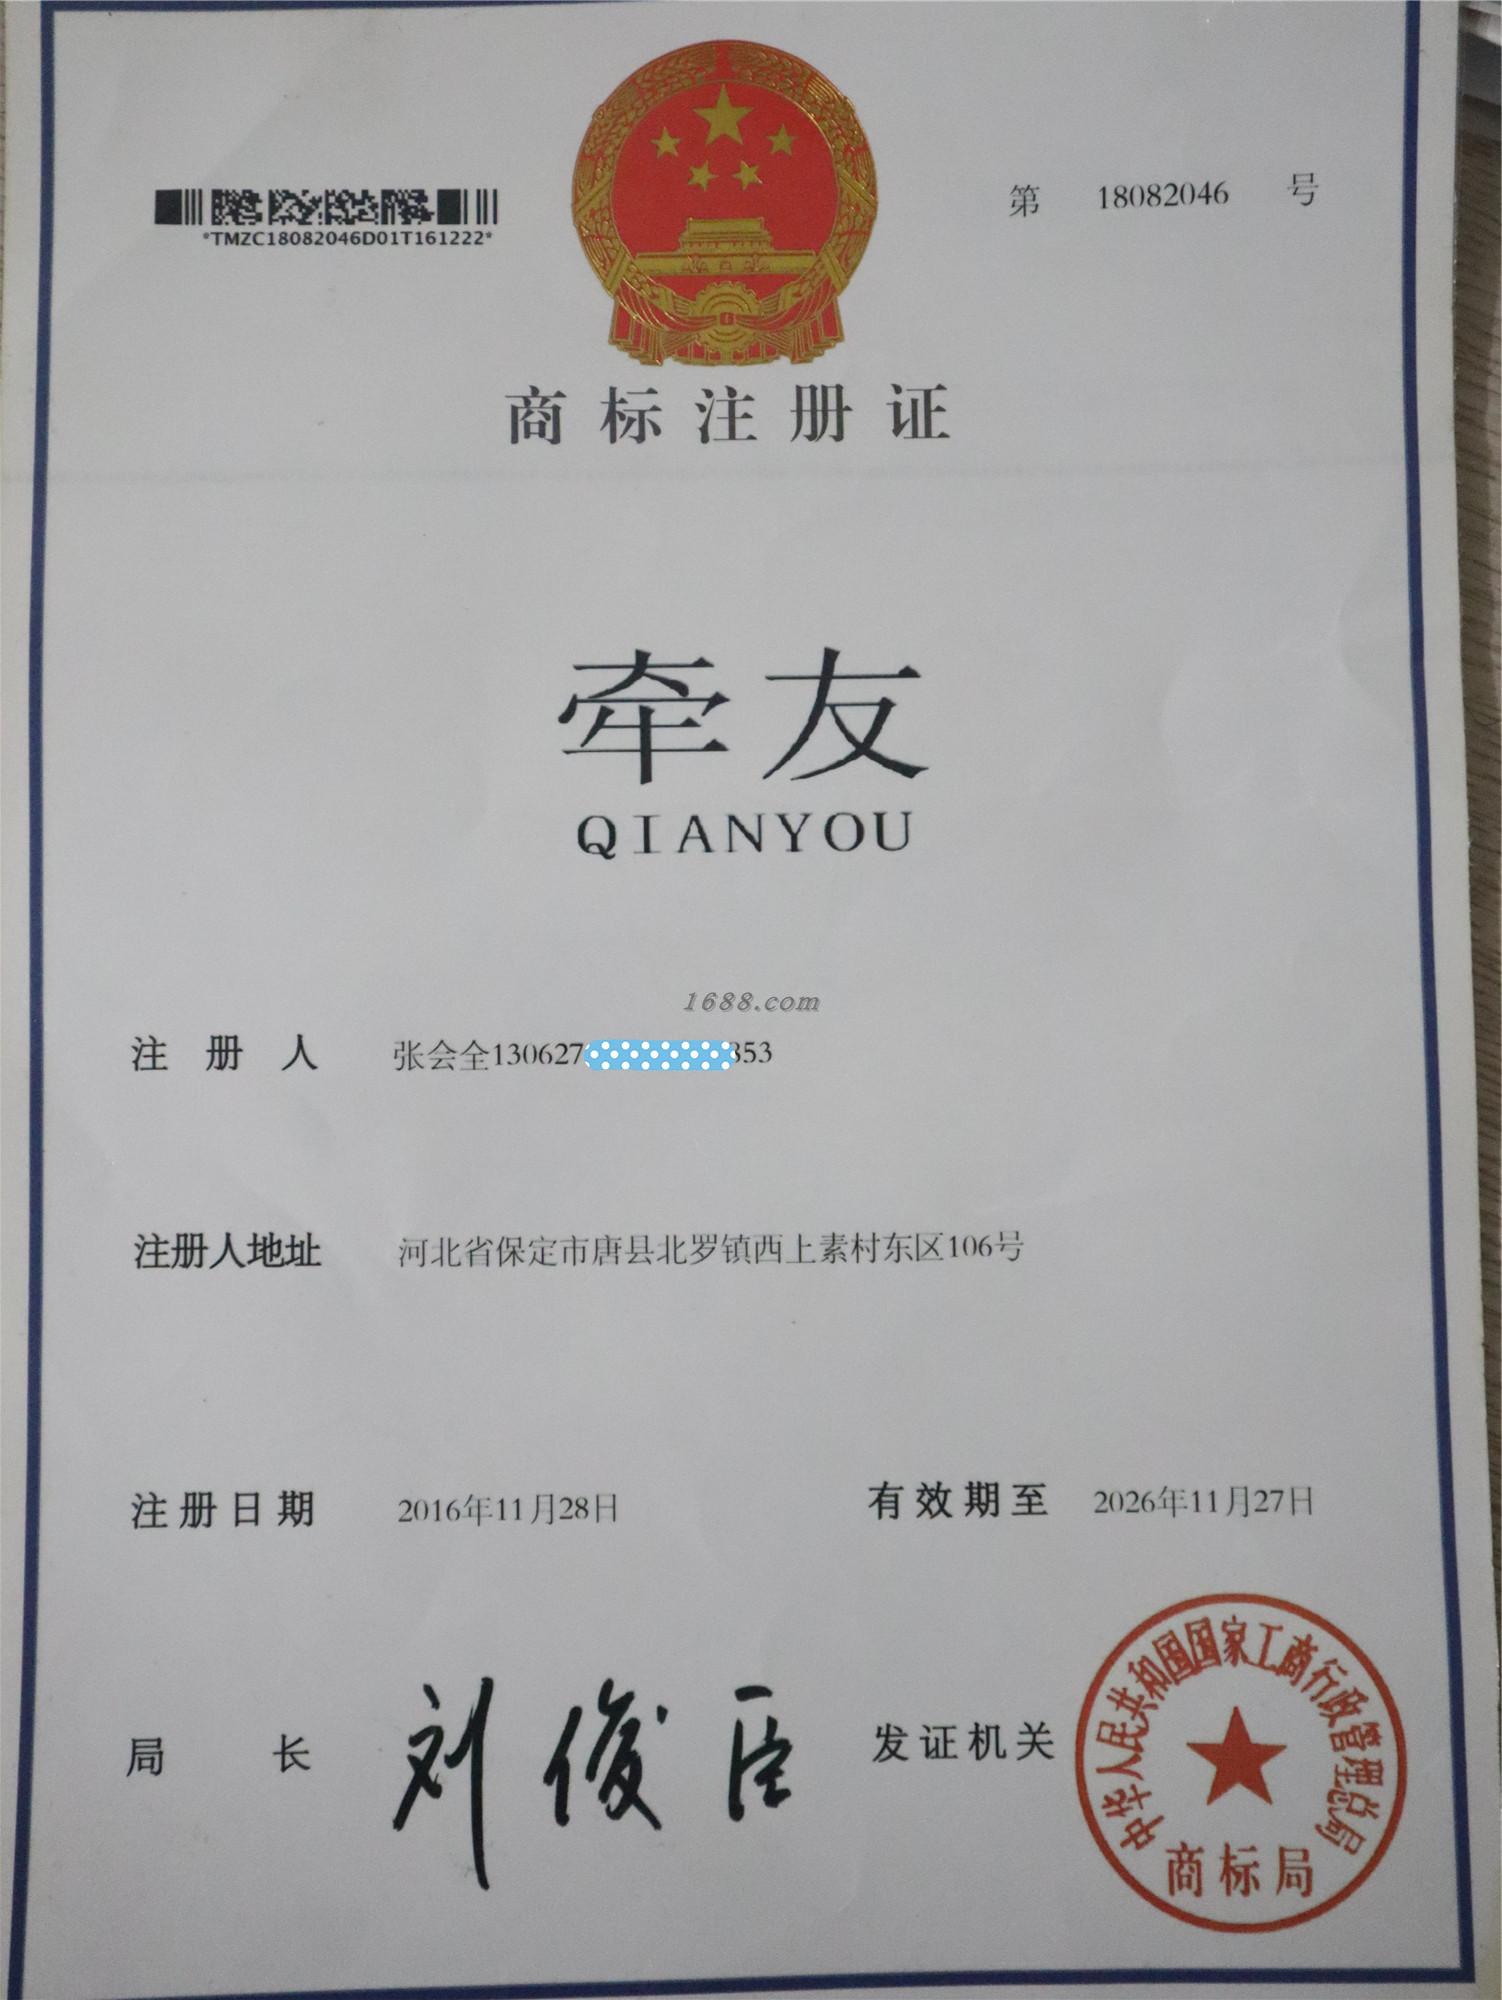 第 18082046 号
*TMZC18082046D01T161222*
商标注册证
牵友
QIANYOU
1688.com
注册人 张会全130627 853
注册人地址 河北省保定市唐县北罗镇西上素村东区106号
注册日期 2016年11月28日 有效期至 2026年11月27日
局长 刘俊臣 发证机关
中华人民共和国国家工商行政管理总局
商标局